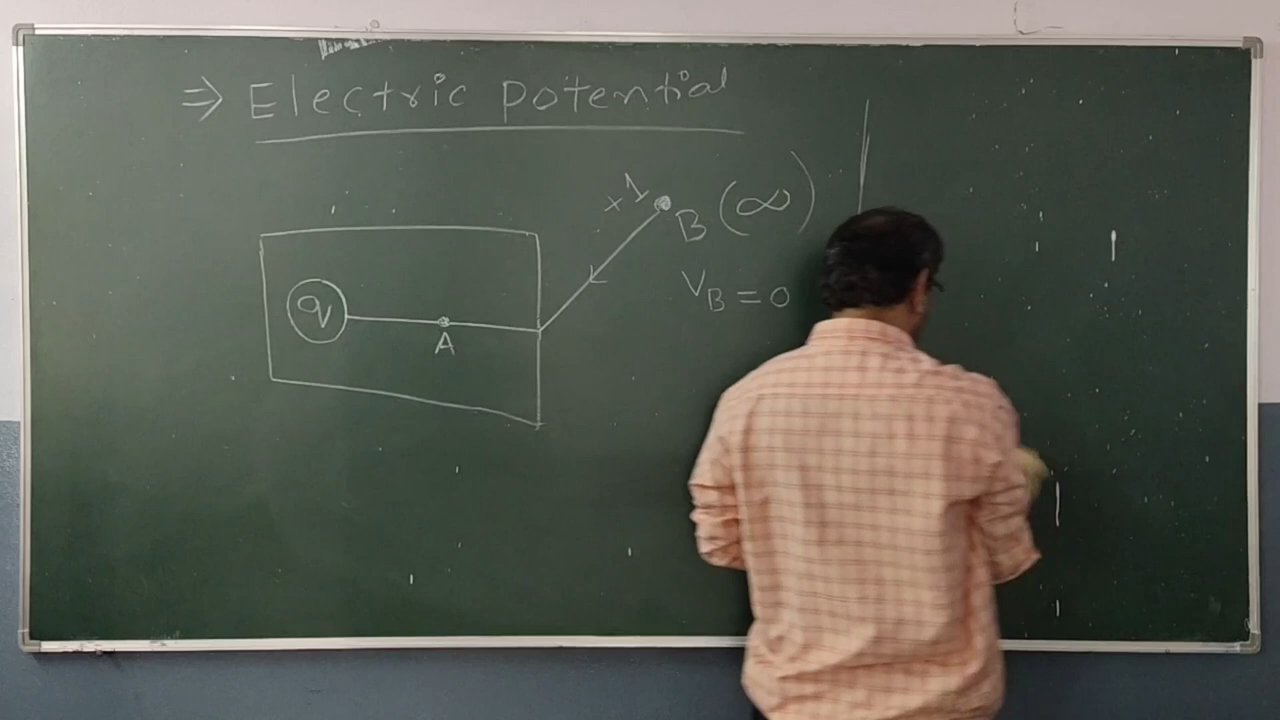 ⇒ Electric potential
+1
B (∞)
V_B = 0
q
A